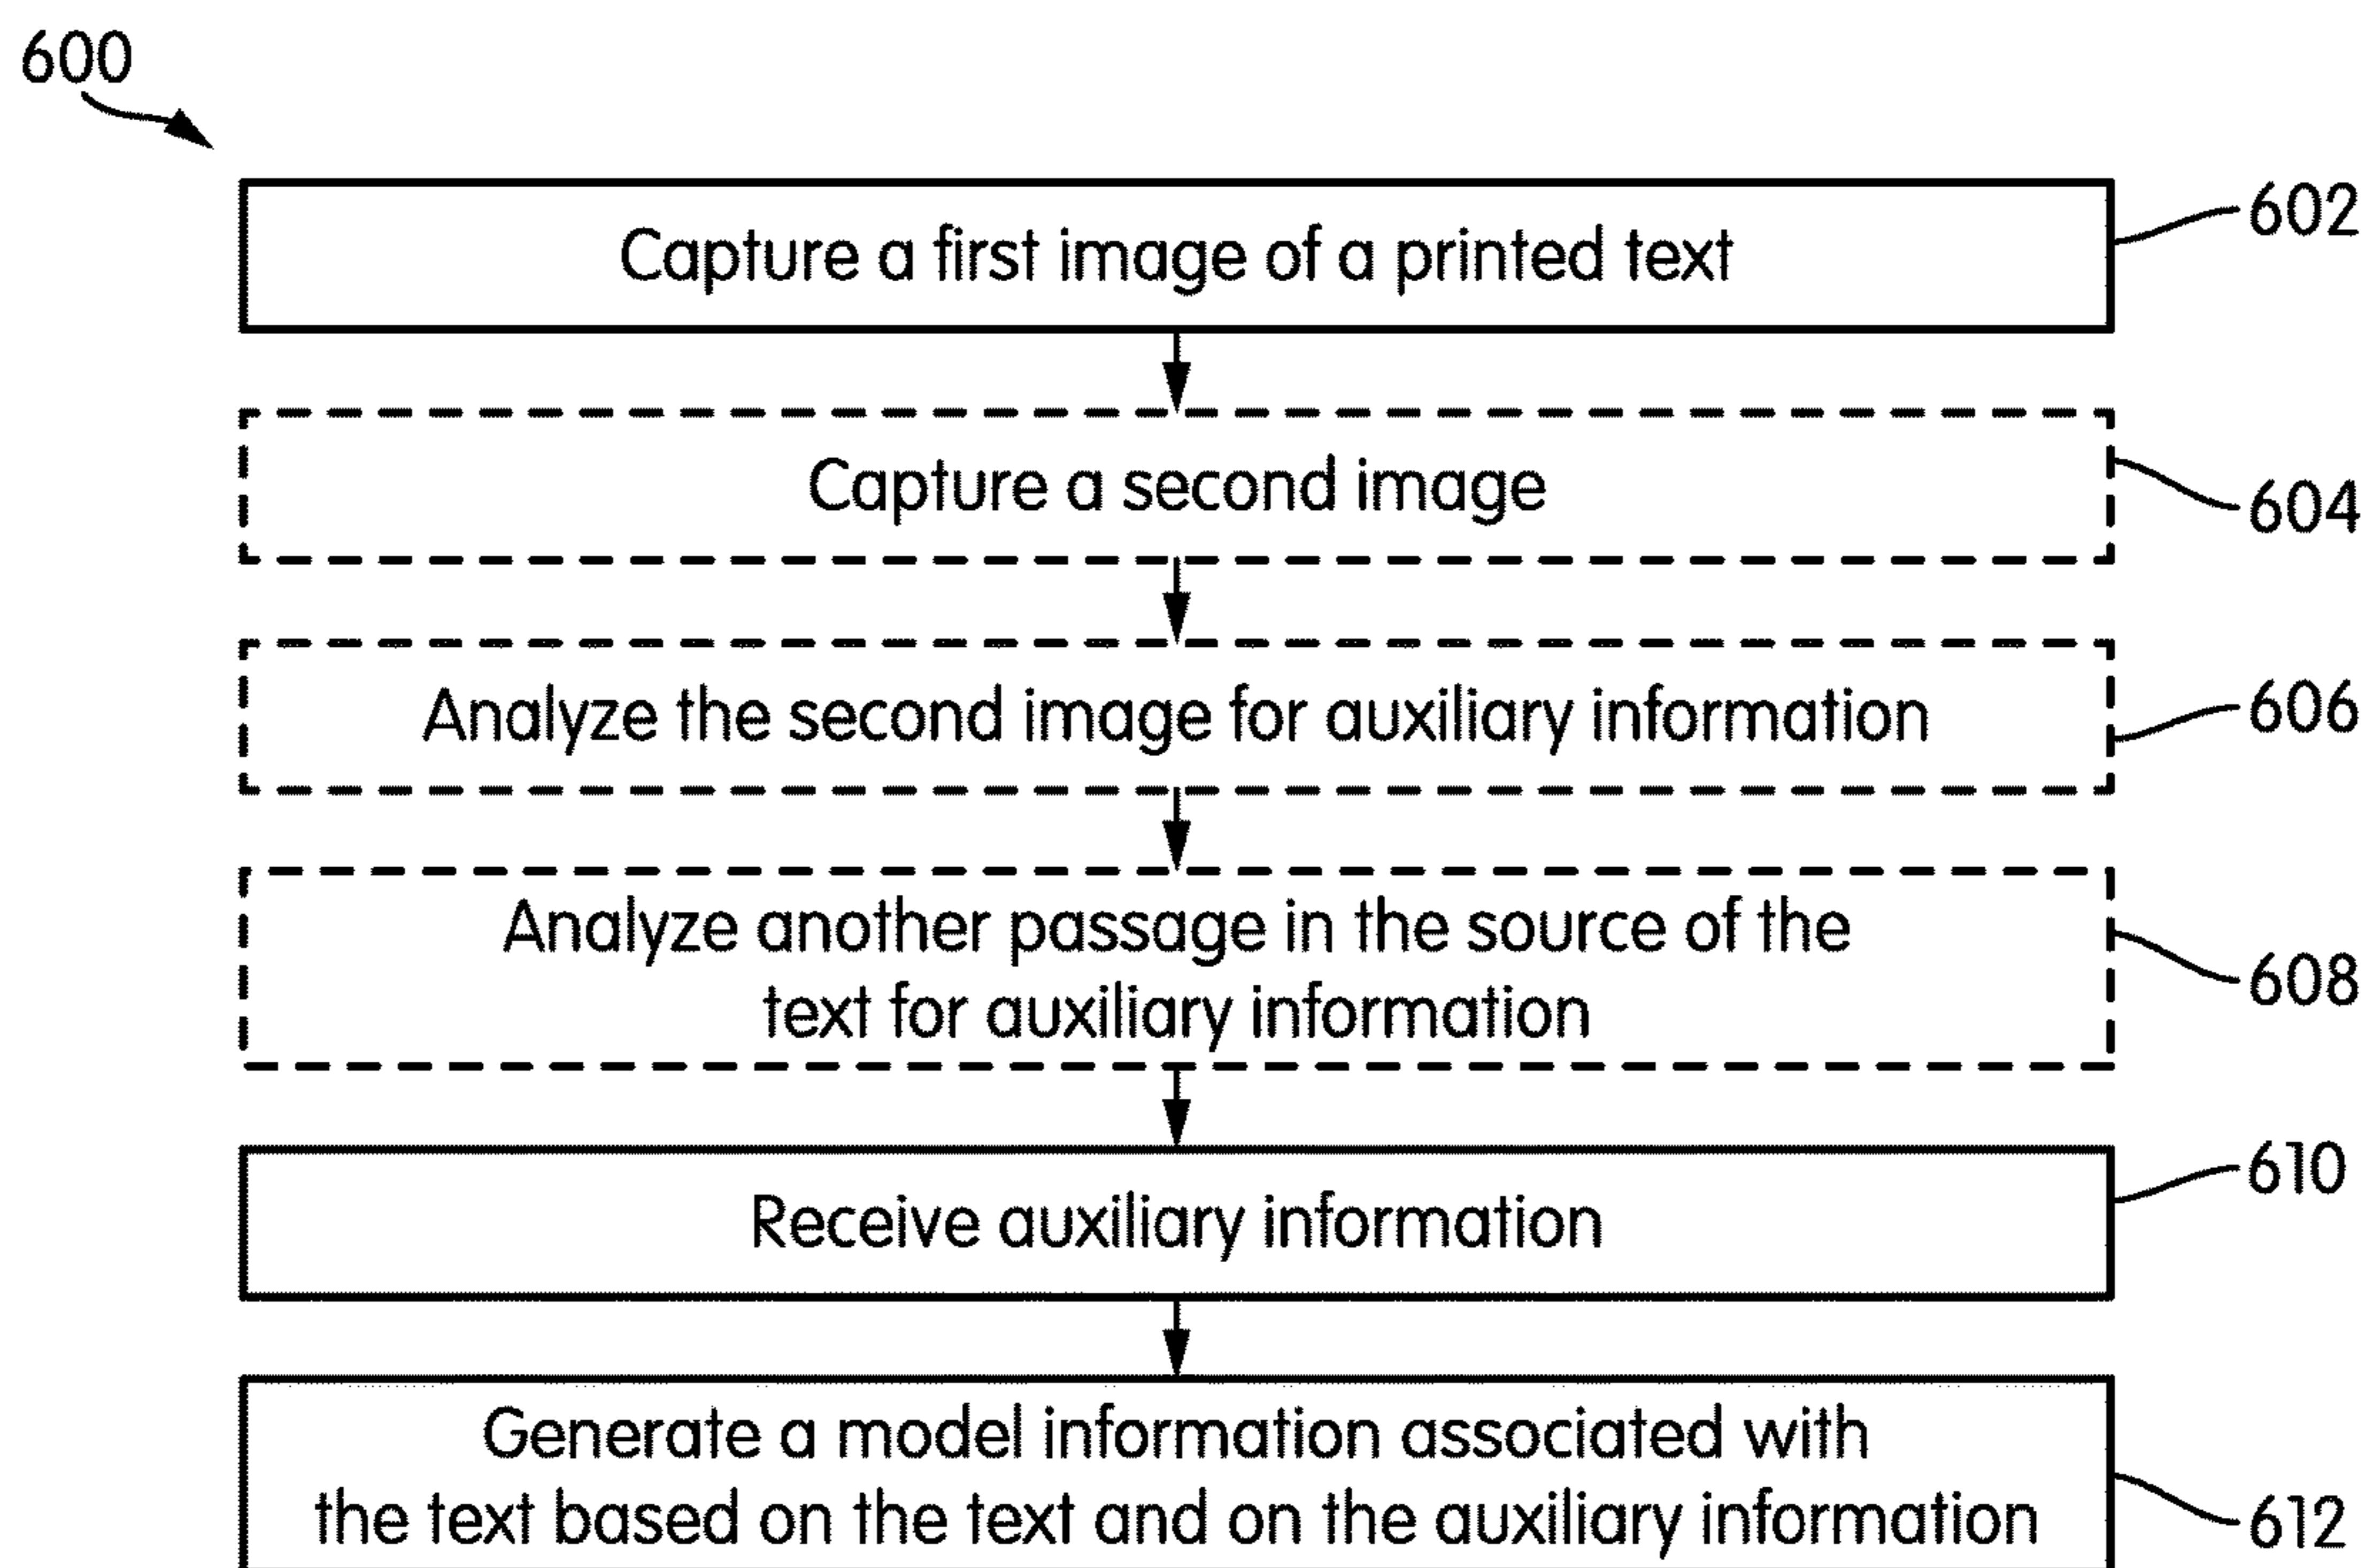 600
Capture a first image of a printed text
602
Capture a second image
604
Analyze the second image for auxiliary information
606
Analyze another passage in the source of the
text for auxiliary information
608
Receive auxiliary information
610
Generate a model information associated with
the text based on the text and on the auxiliary information
612